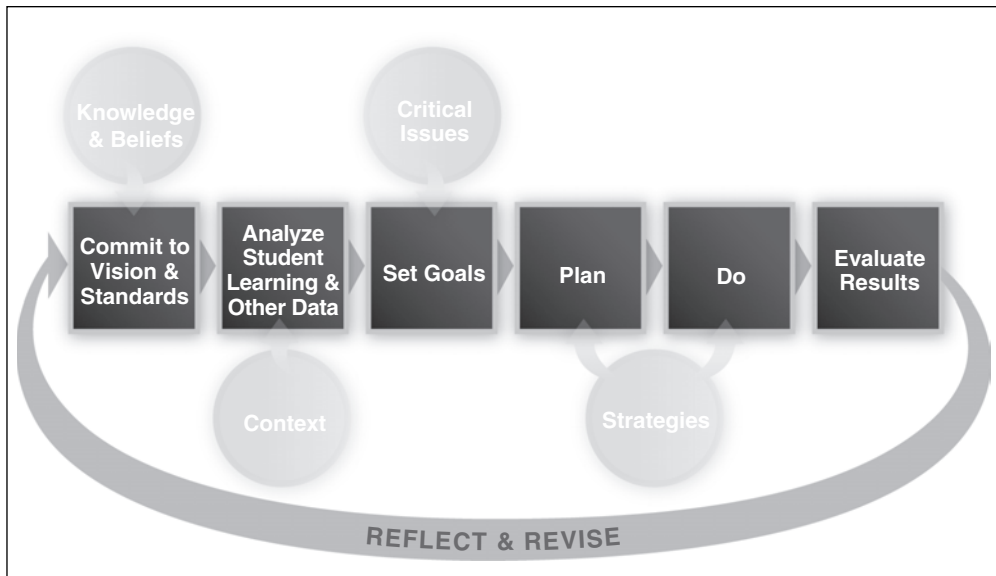 Knowledge
& Beliefs
Critical
Issues
Commit to
Vision &
Standards
Analyze
Student
Learning &
Other Data
Set Goals
Plan
Do
Evaluate
Results
Context
Strategies
REFLECT & REVISE